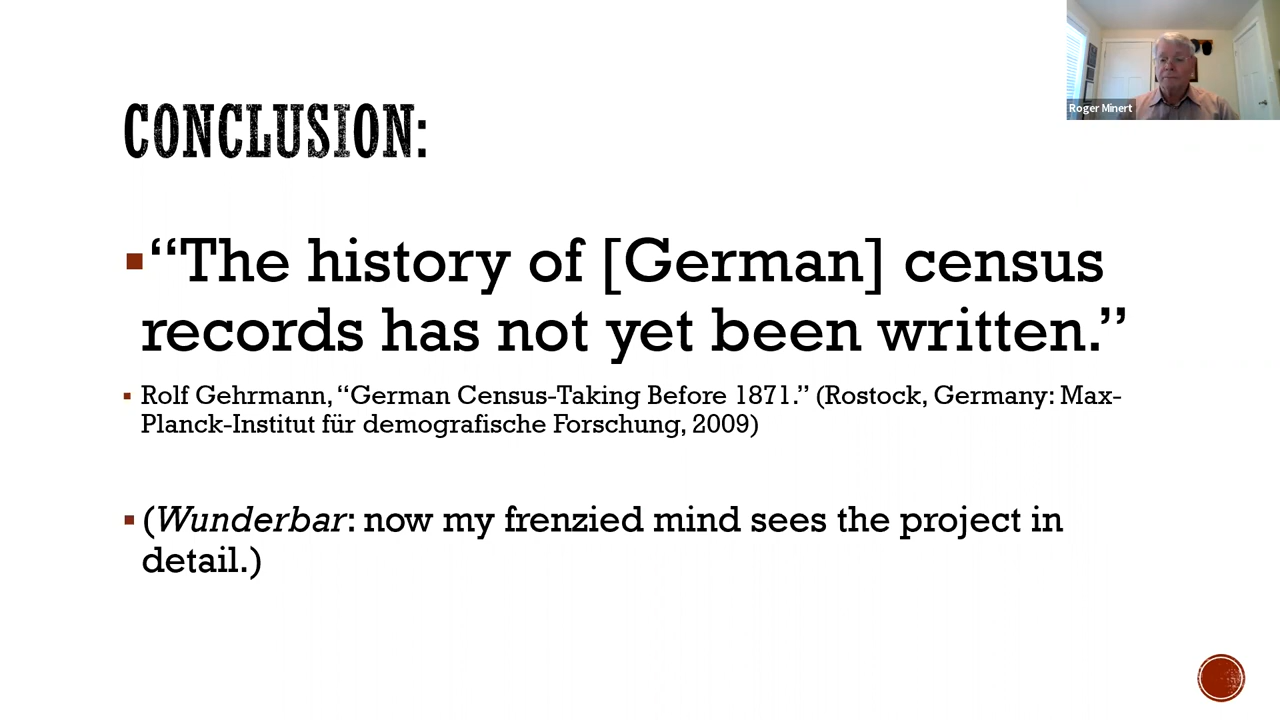 Roger Minert
CONCLUSION:
“The history of [German] census
records has not yet been written.”
Rolf Gehrmann, “German Census-Taking Before 1871.” (Rostock, Germany: Max-
Planck-Institut für demografische Forschung, 2009)
(Wunderbar: now my frenzied mind sees the project in
detail.)